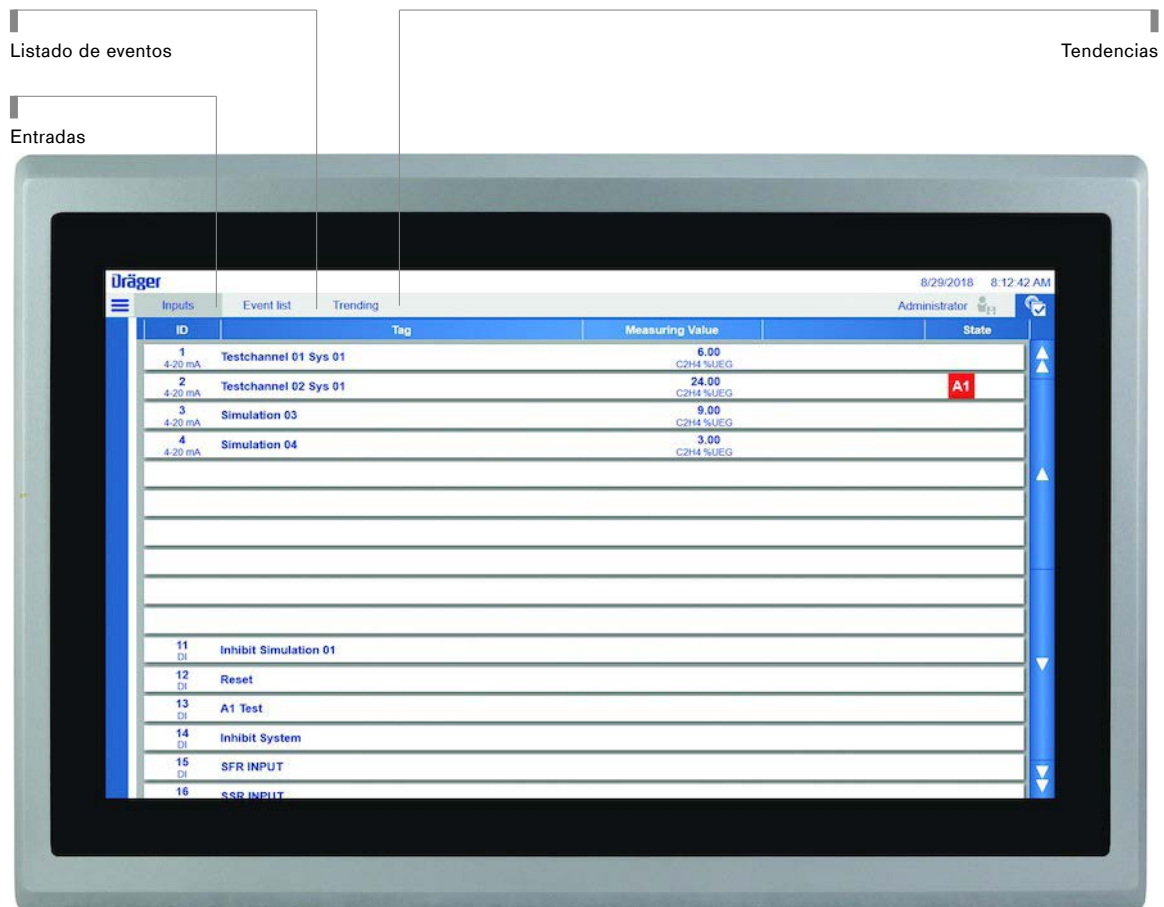 Listado de eventos
Tendencias
Entradas
Dräger
8/29/2018 8:12:42 AM
Inputs Event list Trending Administrator
ID Tag Measuring Value State
1 Testchannel 01 Sys 01 6.00
4-20 mA C2H4 %UEG
2 Testchannel 02 Sys 01 24.00 A1
4-20 mA C2H4 %UEG
3 Simulation 03 9.00
4-20 mA C2H4 %UEG
4 Simulation 04 3.00
4-20 mA C2H4 %UEG
11 Inhibit Simulation 01
DI
12 Reset
DI
13 A1 Test
DI
14 Inhibit System
DI
15 SFR INPUT
DI
16 SSR INPUT